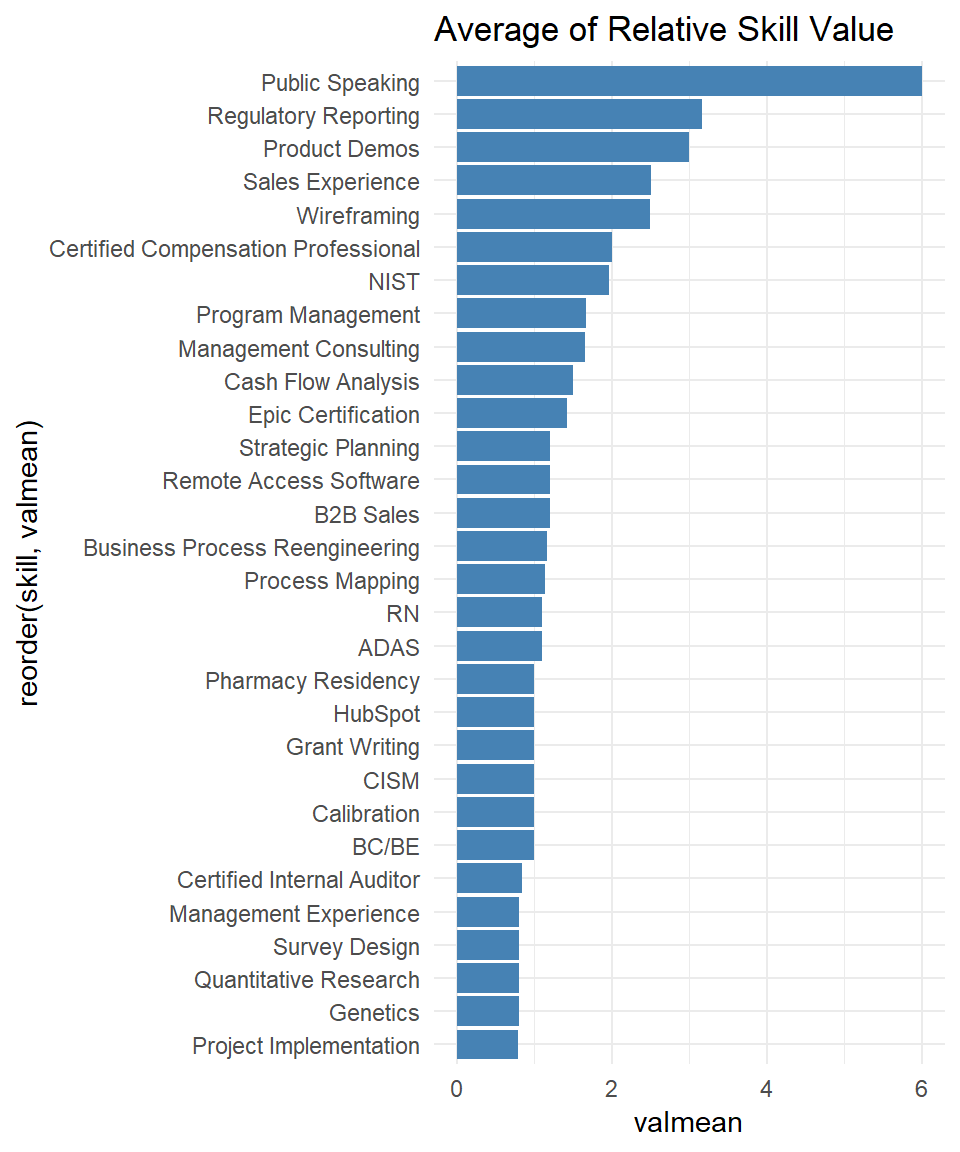 Average of Relative Skill Value
Public Speaking
Regulatory Reporting
Product Demos
Sales Experience
Wireframing
Certified Compensation Professional
NIST
Program Management
Management Consulting
Cash Flow Analysis
Epic Certification
Strategic Planning
Remote Access Software
B2B Sales
Business Process Reengineering
Process Mapping
RN
ADAS
Pharmacy Residency
HubSpot
Grant Writing
CISM
Calibration
BC/BE
Certified Internal Auditor
Management Experience
Survey Design
Quantitative Research
Genetics
Project Implementation
reorder(skill, valmean)
0 2 4 6
valmean